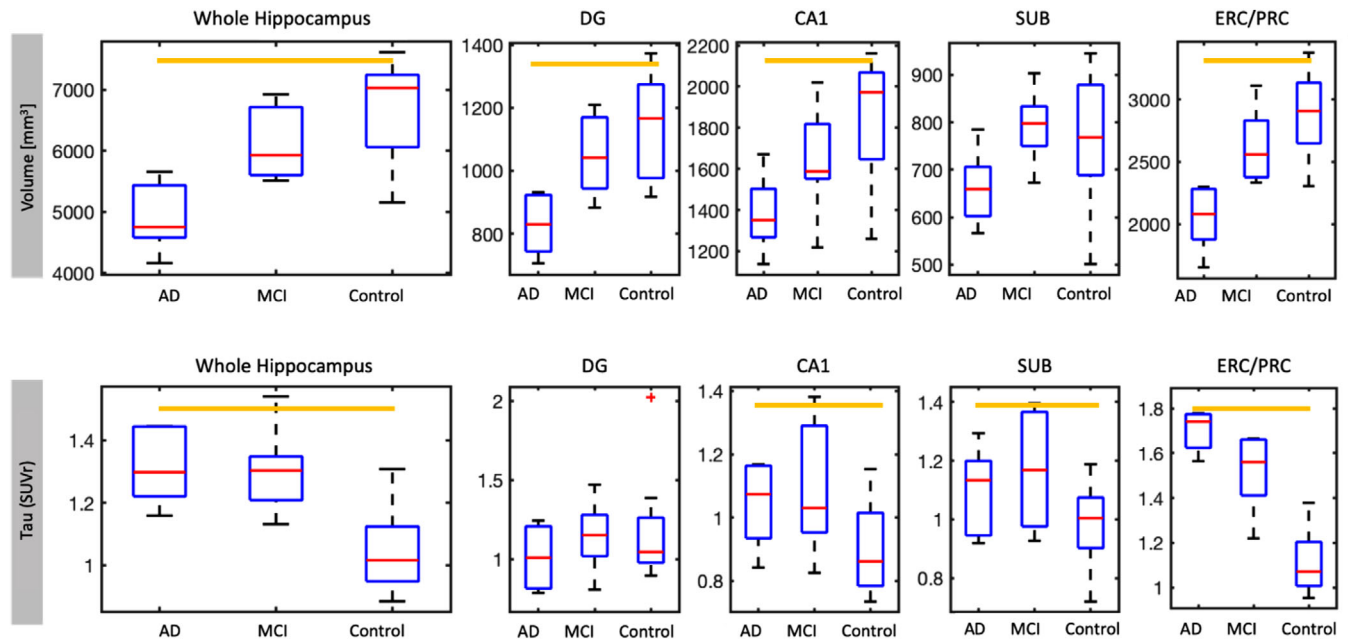 Whole Hippocampus DG CA1 SUB ERC/PRC
Volume [mm³]
7000
6000
5000
4000
AD MCI Control
1400
1200
1000
800
AD MCI Control
2200
2000
1800
1600
1400
1200
AD MCI Control
900
800
700
600
500
AD MCI Control
3000
2500
2000
AD MCI Control
Whole Hippocampus DG CA1 SUB ERC/PRC
Tau (SUVr)
1.4
1.2
1
AD MCI Control
2
1.5
1
AD MCI Control
1.4
1.2
1
0.8
AD MCI Control
1.4
1.2
1
0.8
AD MCI Control
1.8
1.6
1.4
1.2
1
AD MCI Control